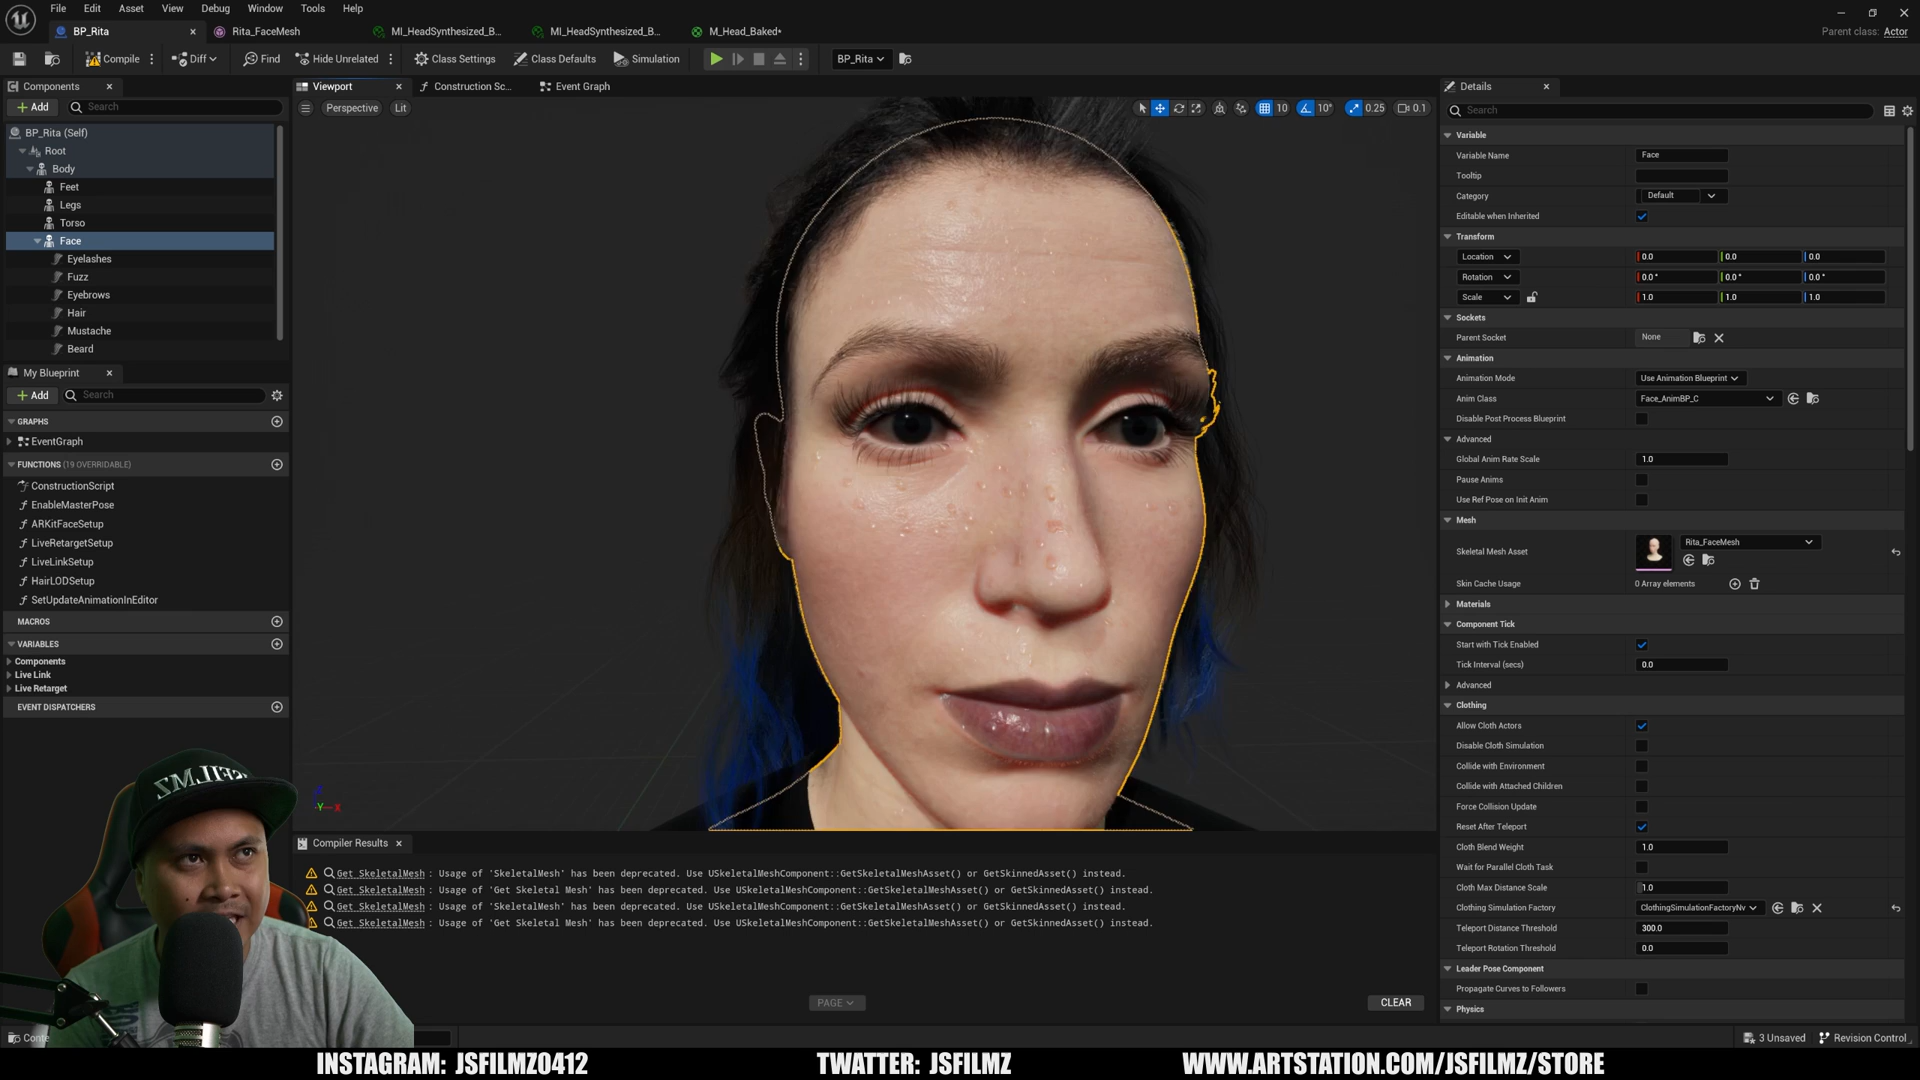 File Edit Asset View Debug Window Tools Help
BP_Rita
Rita_FaceMesh
MI_HeadSynthesized_B...
MI_HeadSynthesized_B...
M_Head_Baked*
Parent class: Actor
Compile
Diff
Find
Hide Unrelated
Class Settings
Class Defaults
Simulation
BP_Rita
Components
Add
Search
BP_Rita (Self)
Root
Body
Feet
Legs
Torso
Face
Eyelashes
Fuzz
Eyebrows
Hair
Mustache
Beard
My Blueprint
Add
Search
GRAPHS
EventGraph
FUNCTIONS (19 OVERRIDABLE)
ConstructionScript
EnableMasterPose
ARKitFaceSetup
LiveRetargetSetup
LiveLinkSetup
HairLODSetup
SetUpdateAnimationInEditor
MACROS
VARIABLES
Components
Live Link
Live Retarget
EVENT DISPATCHERS
Viewport
Construction Sc...
Event Graph
Perspective
Lit
10
10°
0.25
0.1
Y
X
SFILMZ
Compiler Results
Get SkeletalMesh : Usage of 'SkeletalMesh' has been deprecated. Use USkeletalMeshComponent::GetSkeletalMeshAsset() or GetSkinnedAsset() instead.
Get SkeletalMesh : Usage of 'Get Skeletal Mesh' has been deprecated. Use USkeletalMeshComponent::GetSkeletalMeshAsset() or GetSkinnedAsset() instead.
Get SkeletalMesh : Usage of 'SkeletalMesh' has been deprecated. Use USkeletalMeshComponent::GetSkeletalMeshAsset() or GetSkinnedAsset() instead.
Get SkeletalMesh : Usage of 'Get Skeletal Mesh' has been deprecated. Use USkeletalMeshComponent::GetSkeletalMeshAsset() or GetSkinnedAsset() instead.
PAGE
CLEAR
Details
Search
Variable
Variable Name Face
Tooltip
Category Default
Editable when Inherited
Transform
Location 0.0 0.0 0.0
Rotation 0.0° 0.0° 0.0°
Scale 1.0 1.0 1.0
Sockets
Parent Socket None
Animation
Animation Mode Use Animation Blueprint
Anim Class Face_AnimBP_C
Disable Post Process Blueprint
Advanced
Global Anim Rate Scale 1.0
Pause Anims
Use Ref Pose on Init Anim
Mesh
Skeletal Mesh Asset Rita_FaceMesh
Skin Cache Usage 0 Array elements
Materials
Component Tick
Start with Tick Enabled
Tick Interval (secs) 0.0
Advanced
Clothing
Allow Cloth Actors
Disable Cloth Simulation
Collide with Environment
Collide with Attached Children
Force Collision Update
Reset After Teleport
Cloth Blend Weight 1.0
Wait for Parallel Cloth Task
Cloth Max Distance Scale 1.0
Clothing Simulation Factory ClothingSimulationFactoryNv
Teleport Distance Threshold 300.0
Teleport Rotation Threshold 0.0
Leader Pose Component
Propagate Curves to Followers
Physics
Conte
3 Unsaved
Revision Control
INSTAGRAM: JSFILMZ0412
TWATTER: JSFILMZ
WWW.ARTSTATION.COM/JSFILMZ/STORE